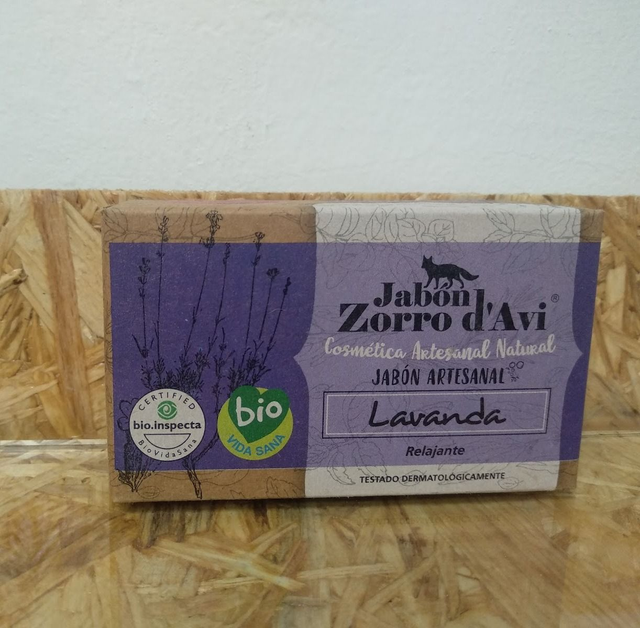 Jabón
Zorro d'Avi®
Cosmética Artesanal Natural
JABÓN ARTESANAL
Lavanda
Relajante
TESTADO DERMATOLÓGICAMENTE
CERTIFIED
bio.inspecta
BioVidaSana
bio
VIDA SANA